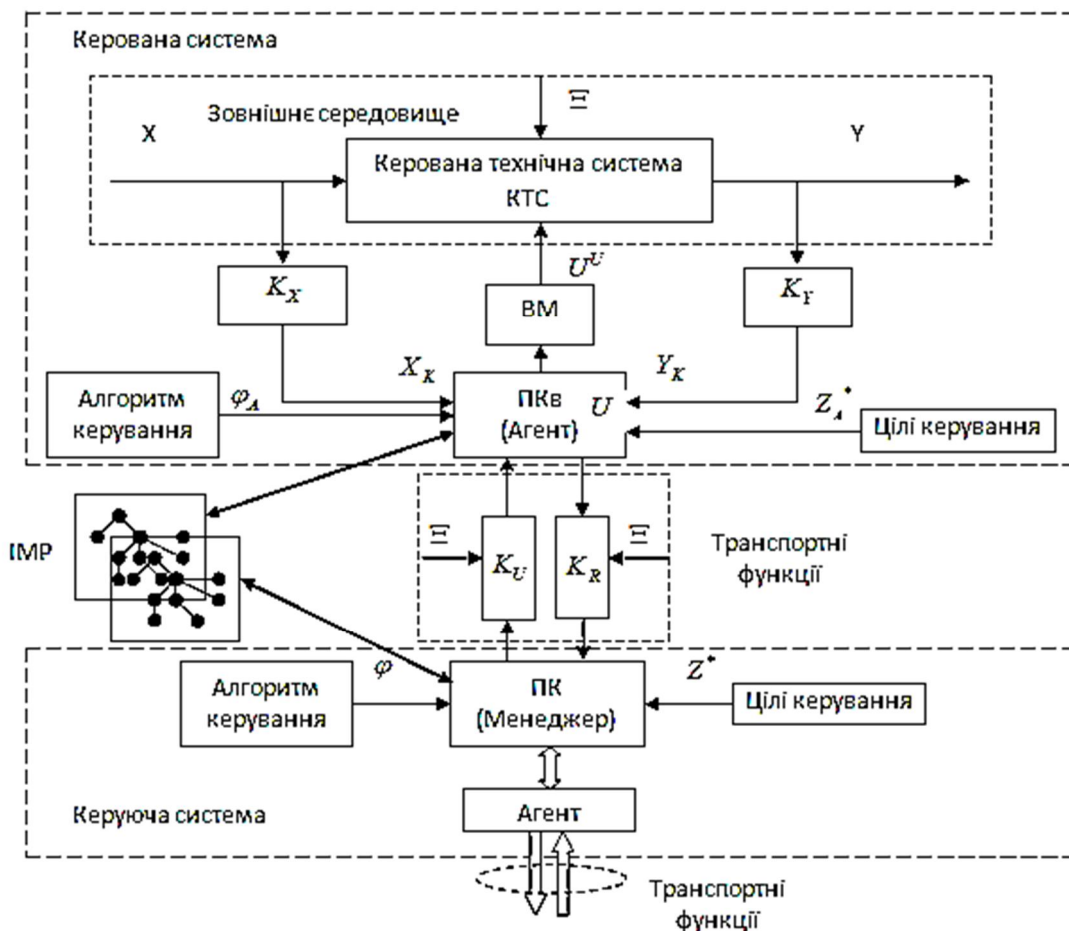 Керована система
Зовнішнє середовище
Ξ
X
Y
Керована технічна система
КТС
K_X
U^U
K_Y
ВМ
X_K
Y_K
Алгоритм
керування
φ_A
ПКв
(Агент)
U
Z_A^*
Цілі керування
IMP
Ξ
K_U
K_R
Ξ
Транспортні
функції
Алгоритм
керування
φ
ПК
(Менеджер)
Z^*
Цілі керування
Керуюча система
Агент
Транспортні
функції